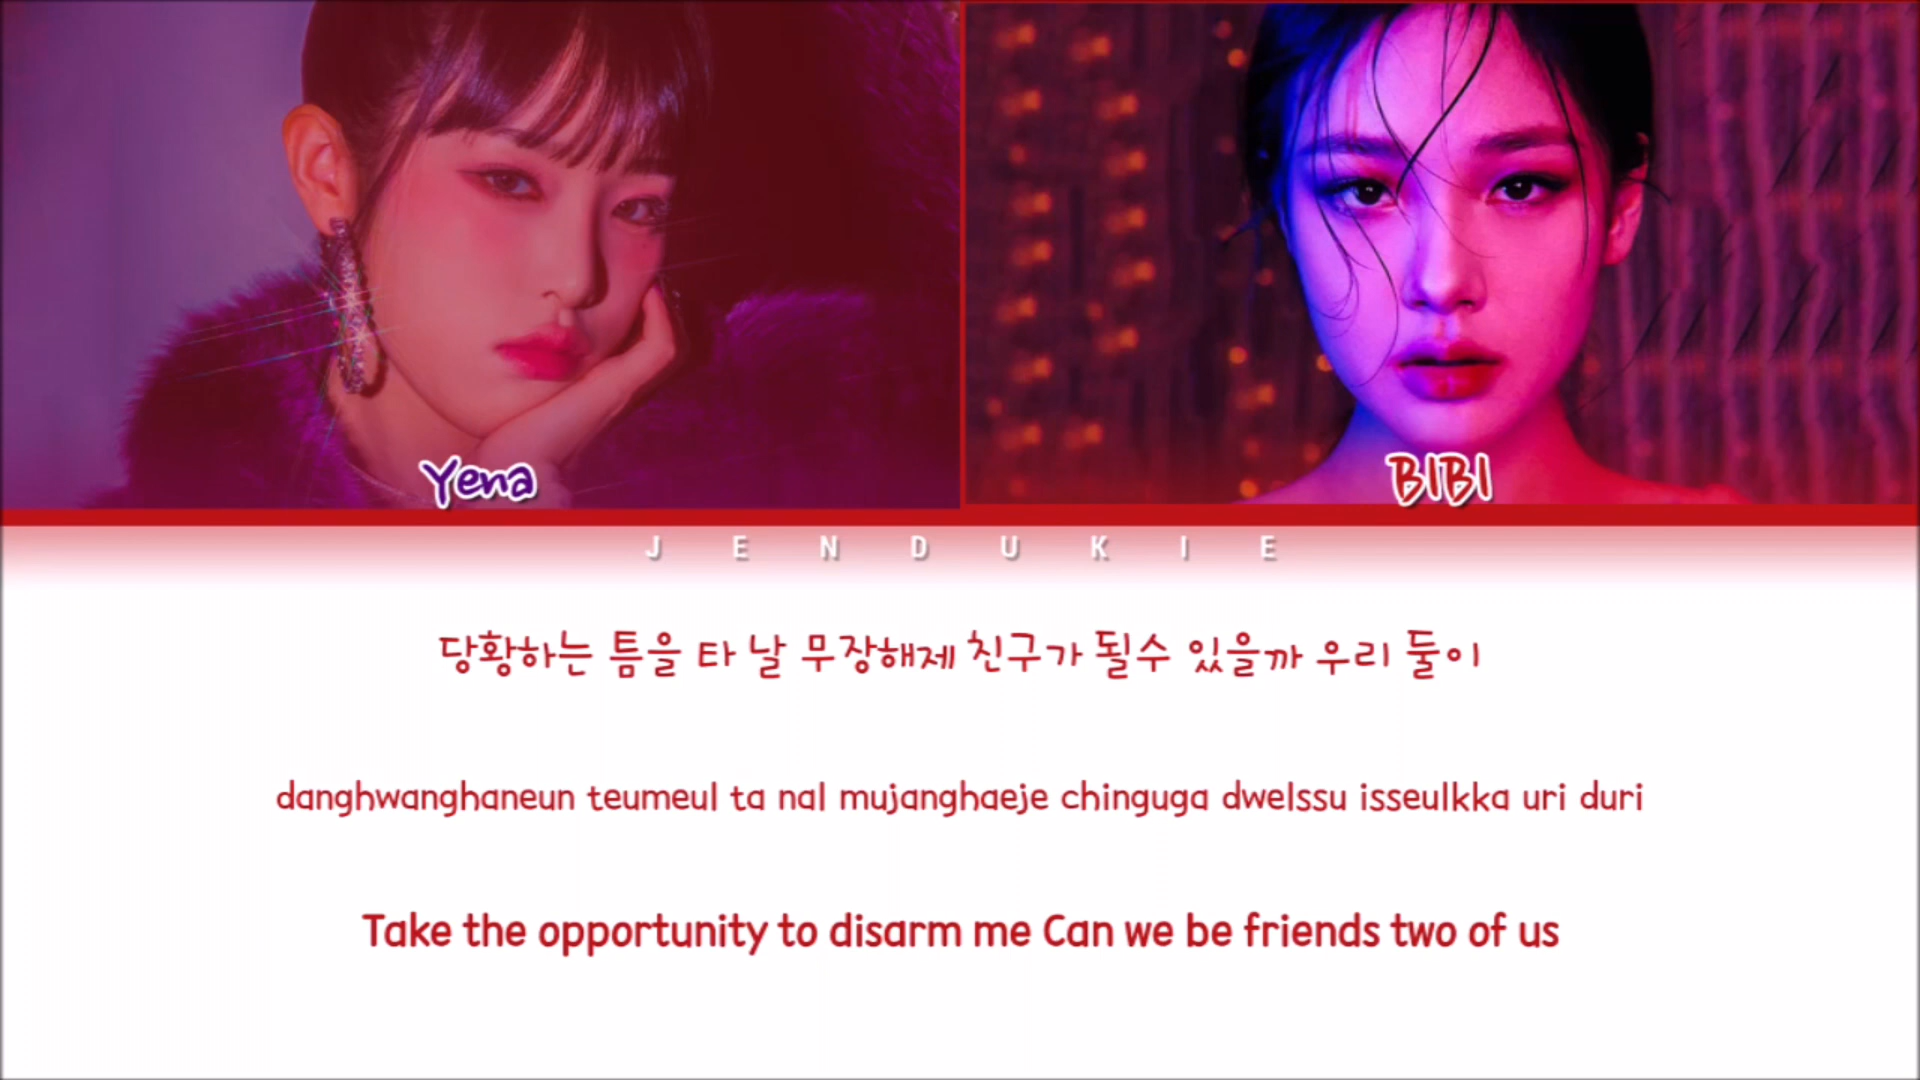 Yena
BIBI
JENDUKIE
당황하는 틈을 타 날 무장해제 친구가 될수 있을까 우리 둘이
danghwanghaneun teumeul ta nal mujanghaeje chinguga dwelssu isseulkka uri duri
Take the opportunity to disarm me Can we be friends two of us